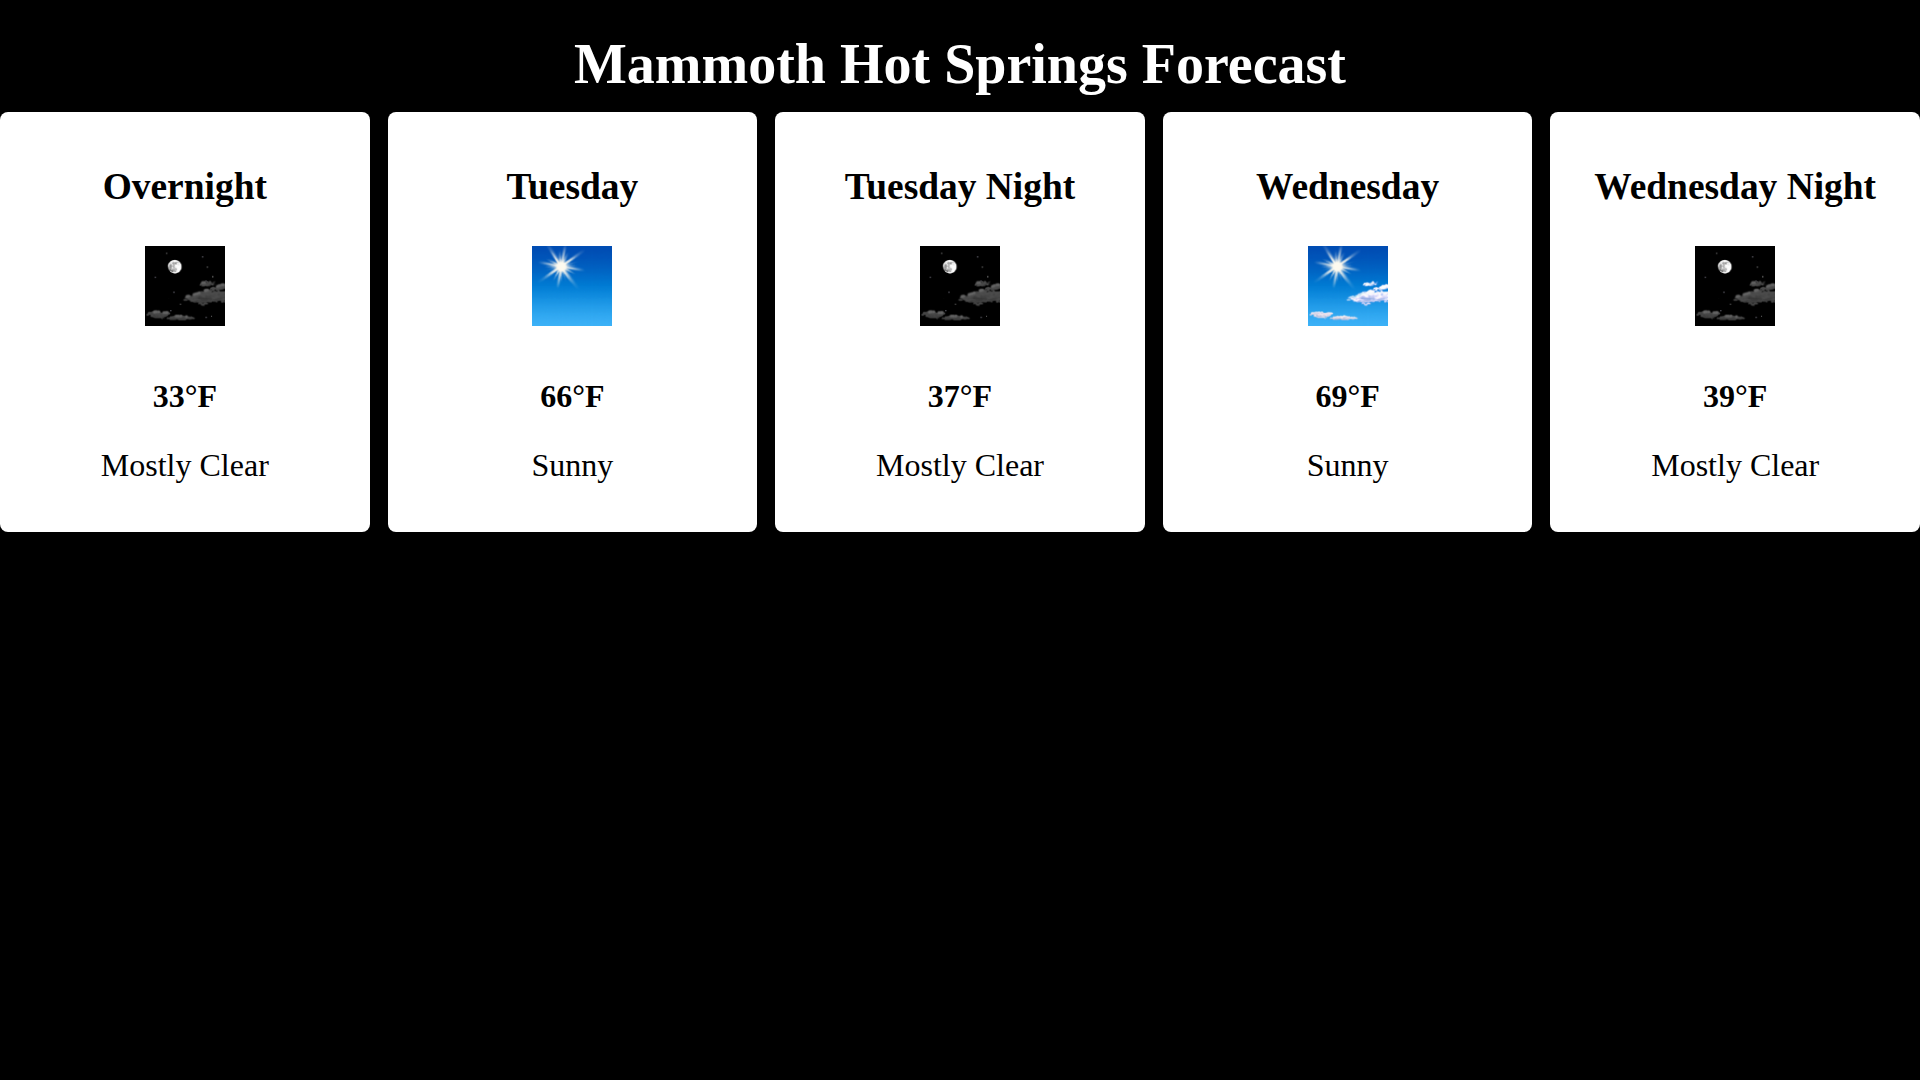 Mammoth Hot Springs Forecast
Overnight
33°F
Mostly Clear
Tuesday
66°F
Sunny
Tuesday Night
37°F
Mostly Clear
Wednesday
69°F
Sunny
Wednesday Night
39°F
Mostly Clear